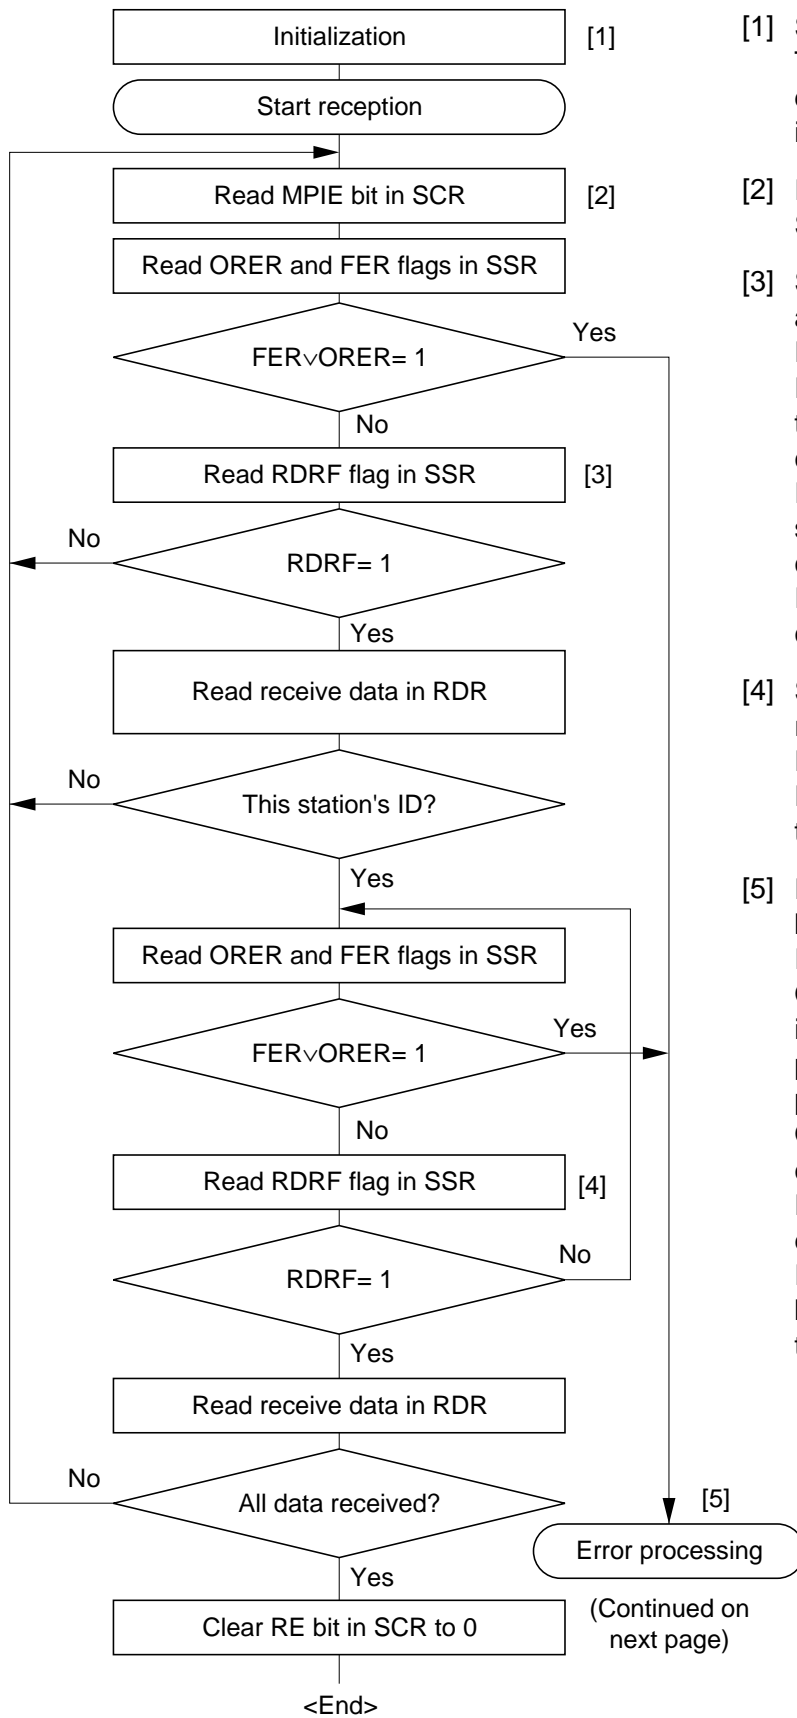 Initialization
[1]
Start reception
Read MPIE bit in SCR
[2]
Read ORER and FER flags in SSR
FER∨ORER= 1
Yes
No
Read RDRF flag in SSR
[3]
No
RDRF= 1
Yes
Read receive data in RDR
No
This station's ID?
Yes
Read ORER and FER flags in SSR
FER∨ORER= 1
Yes
No
Read RDRF flag in SSR
[4]
RDRF= 1
No
Yes
Read receive data in RDR
No
All data received?
[5]
Error processing
Yes
(Continued on
next page)
Clear RE bit in SCR to 0
<End>
[1]
[2]
[3]
[4]
[5]